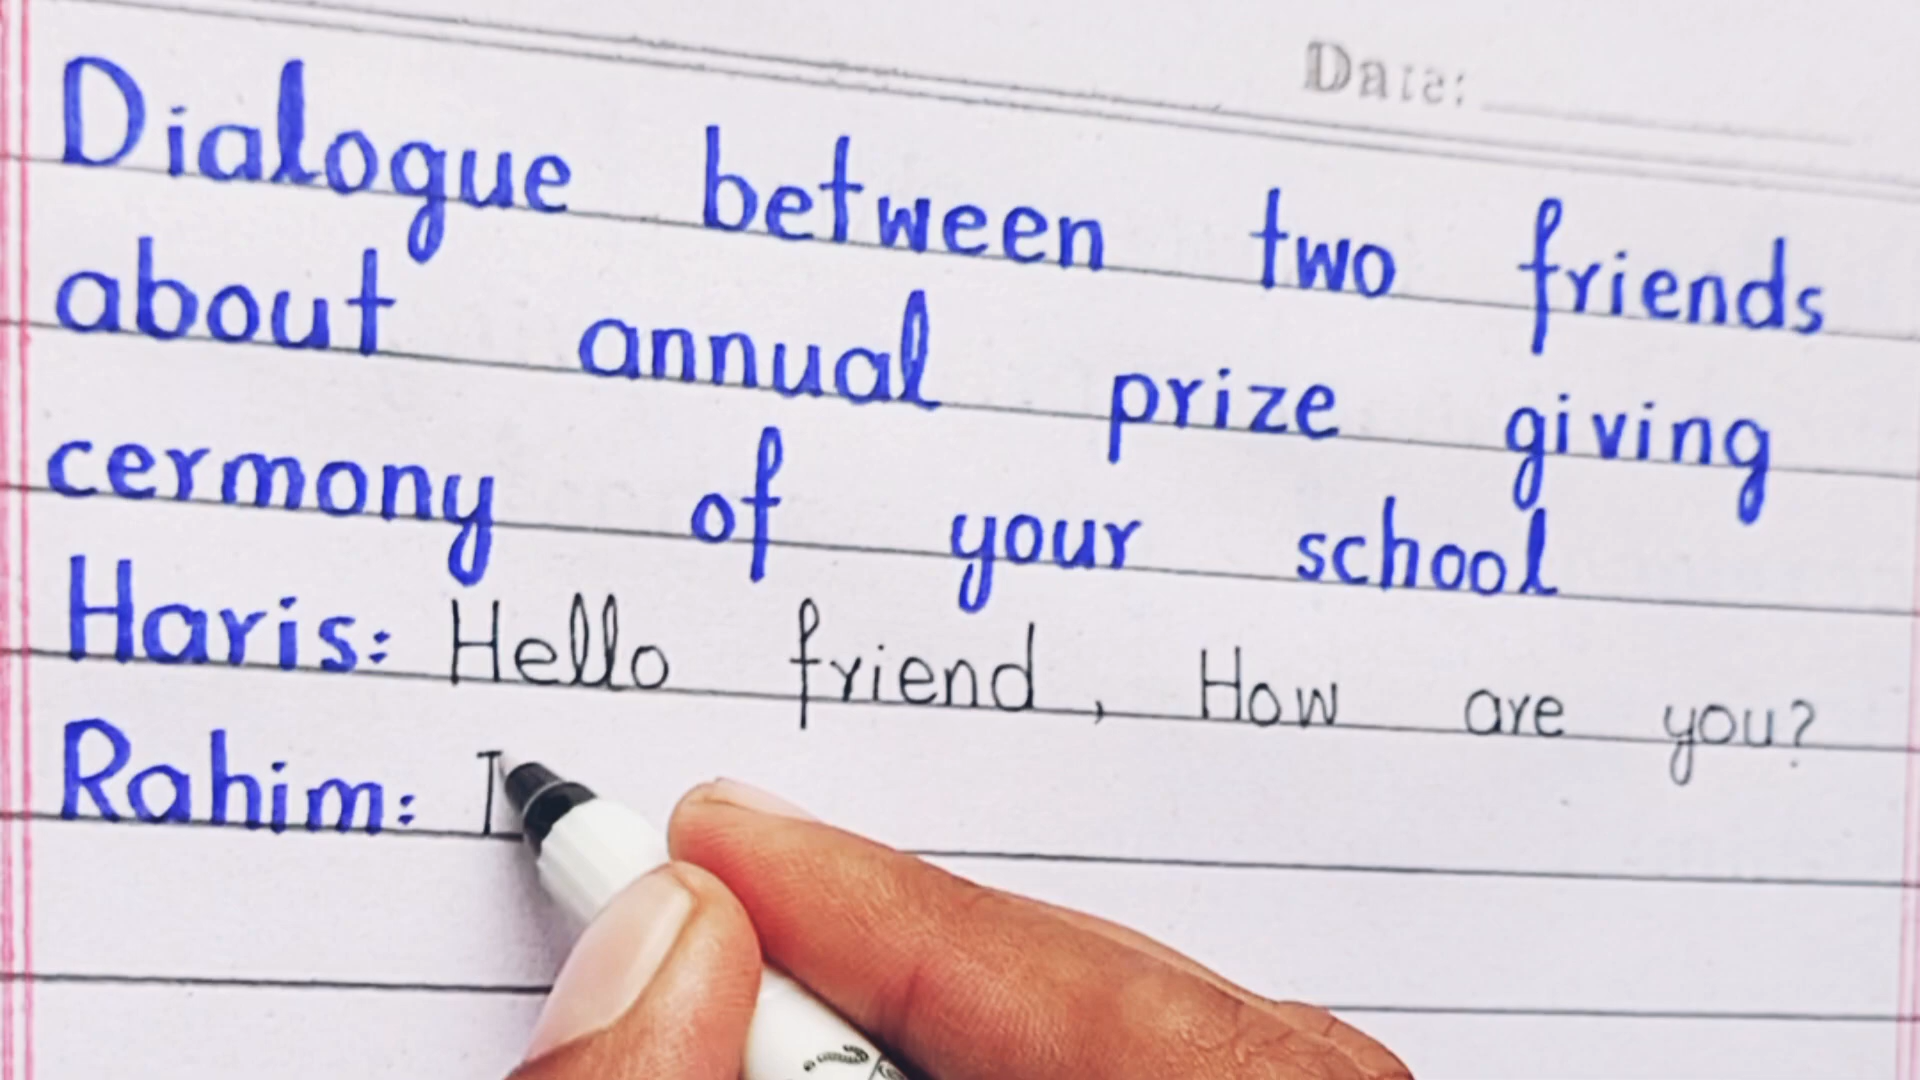 Date:
Dialogue between two friends
about annual prize giving
cermony of your school
Haris: Hello friend, How are you?
Rahim: I